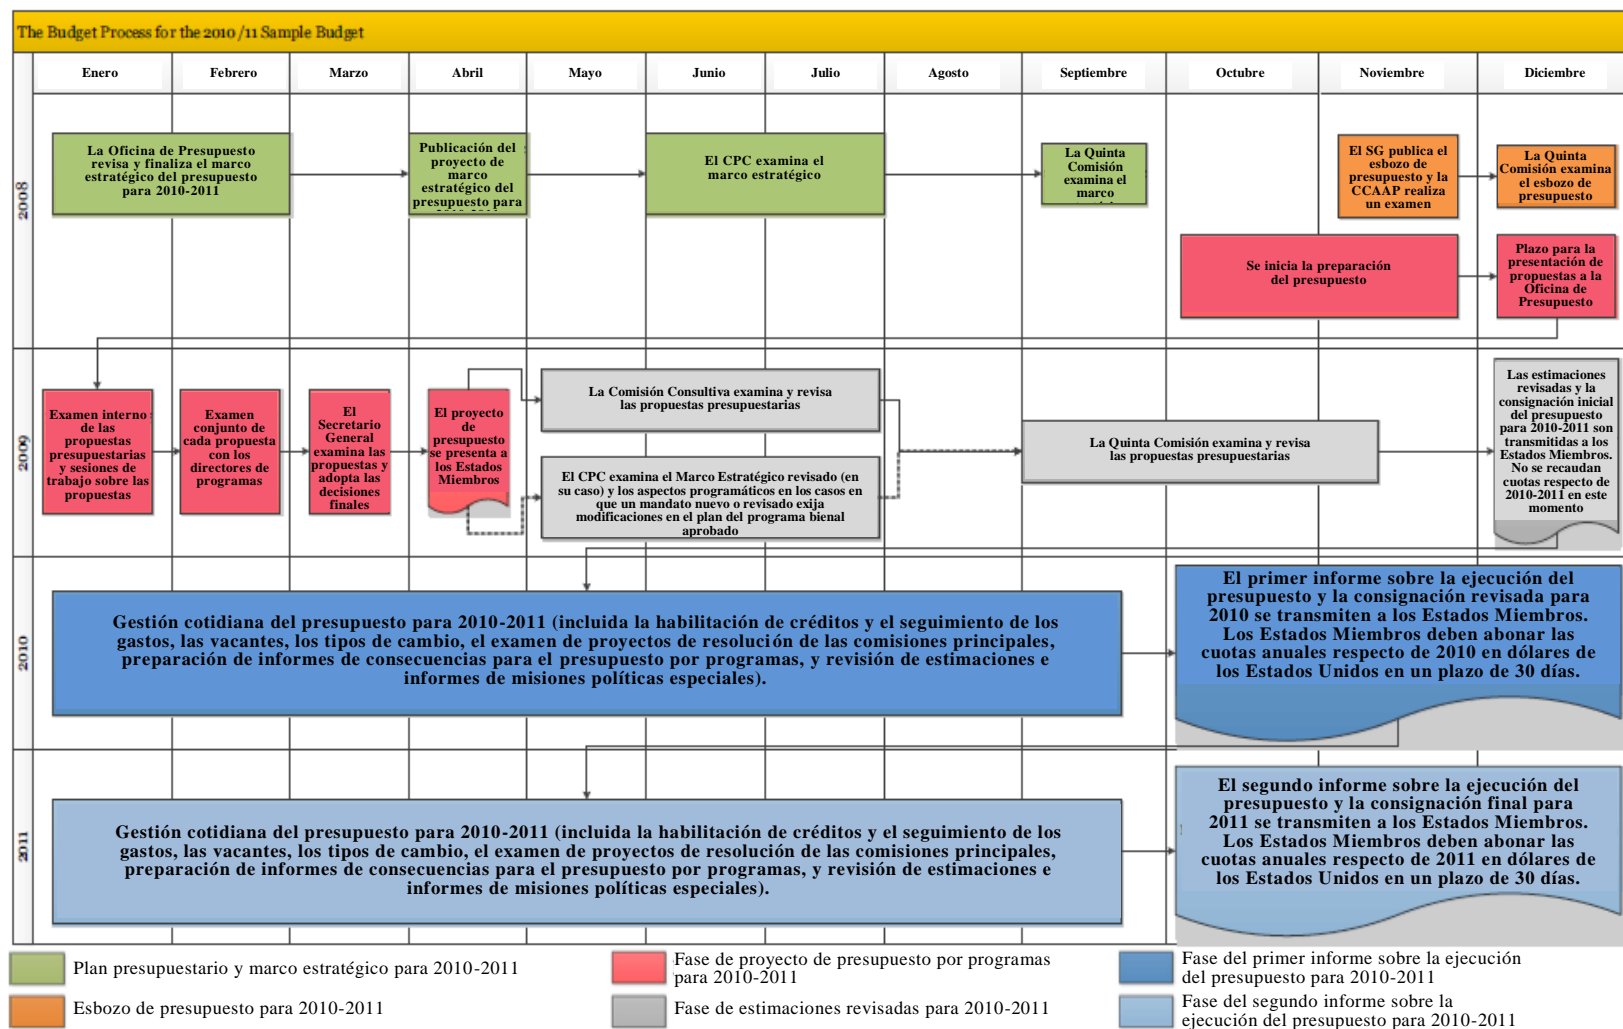 The Budget Process for the 2010 /11 Sample Budget
Enero
Febrero
Marzo
Abril
Mayo
Junio
Julio
Agosto
Septiembre
Octubre
Noviembre
Diciembre
2008
La Oficina de Presupuesto
revisa y finaliza el marco
estratégico del presupuesto
para 2010-2011
Publicación del
proyecto de
marco
estratégico del
presupuesto para
2010-2011
El CPC examina el
marco estratégico
La Quinta
Comisión
examina el
marco
El SG publica el
esbozo de
presupuesto y la
CCAAP realiza
un examen
La Quinta
Comisión examina
el esbozo de
presupuesto
Se inicia la preparación
del presupuesto
Plazo para la
presentación de
propuestas a la
Oficina de
Presupuesto
2009
Examen interno
de las
propuestas
presupuestarias
y sesiones de
trabajo sobre las
propuestas
Examen
conjunto de
cada propuesta
con los
directores de
programas
El
Secretario
General
examina las
propuestas y
adopta las
decisiones
finales
El proyecto
de
presupuesto
se presenta a
los Estados
Miembros
La Comisión Consultiva examina y revisa
las propuestas presupuestarias
El CPC examina el Marco Estratégico revisado (en
su caso) y los aspectos programáticos en los casos en
que un mandato nuevo o revisado exija
modificaciones en el plan del programa bienal
aprobado
La Quinta Comisión examina y revisa
las propuestas presupuestarias
Las estimaciones
revisadas y la
consignación inicial
del presupuesto
para 2010-2011 son
transmitidas a los
Estados Miembros.
No se recaudan
cuotas respecto de
2010-2011 en este
momento
2010
Gestión cotidiana del presupuesto para 2010-2011 (incluida la habilitación de créditos y el seguimiento de los
gastos, las vacantes, los tipos de cambio, el examen de proyectos de resolución de las comisiones principales,
preparación de informes de consecuencias para el presupuesto por programas, y revisión de estimaciones e
informes de misiones políticas especiales).
El primer informe sobre la ejecución del
presupuesto y la consignación revisada para
2010 se transmiten a los Estados Miembros.
Los Estados Miembros deben abonar las
cuotas anuales respecto de 2010 en dólares de
los Estados Unidos en un plazo de 30 días.
2011
Gestión cotidiana del presupuesto para 2010-2011 (incluida la habilitación de créditos y el seguimiento de los
gastos, las vacantes, los tipos de cambio, el examen de proyectos de resolución de las comisiones principales,
preparación de informes de consecuencias para el presupuesto por programas, y revisión de estimaciones e
informes de misiones políticas especiales).
El segundo informe sobre la ejecución del
presupuesto y la consignación final para
2011 se transmiten a los Estados Miembros.
Los Estados Miembros deben abonar las
cuotas anuales respecto de 2011 en dólares de
los Estados Unidos en un plazo de 30 días.
Plan presupuestario y marco estratégico para 2010-2011
Esbozo de presupuesto para 2010-2011
Fase de proyecto de presupuesto por programas
para 2010-2011
Fase de estimaciones revisadas para 2010-2011
Fase del primer informe sobre la ejecución
del presupuesto para 2010-2011
Fase del segundo informe sobre la
ejecución del presupuesto para 2010-2011